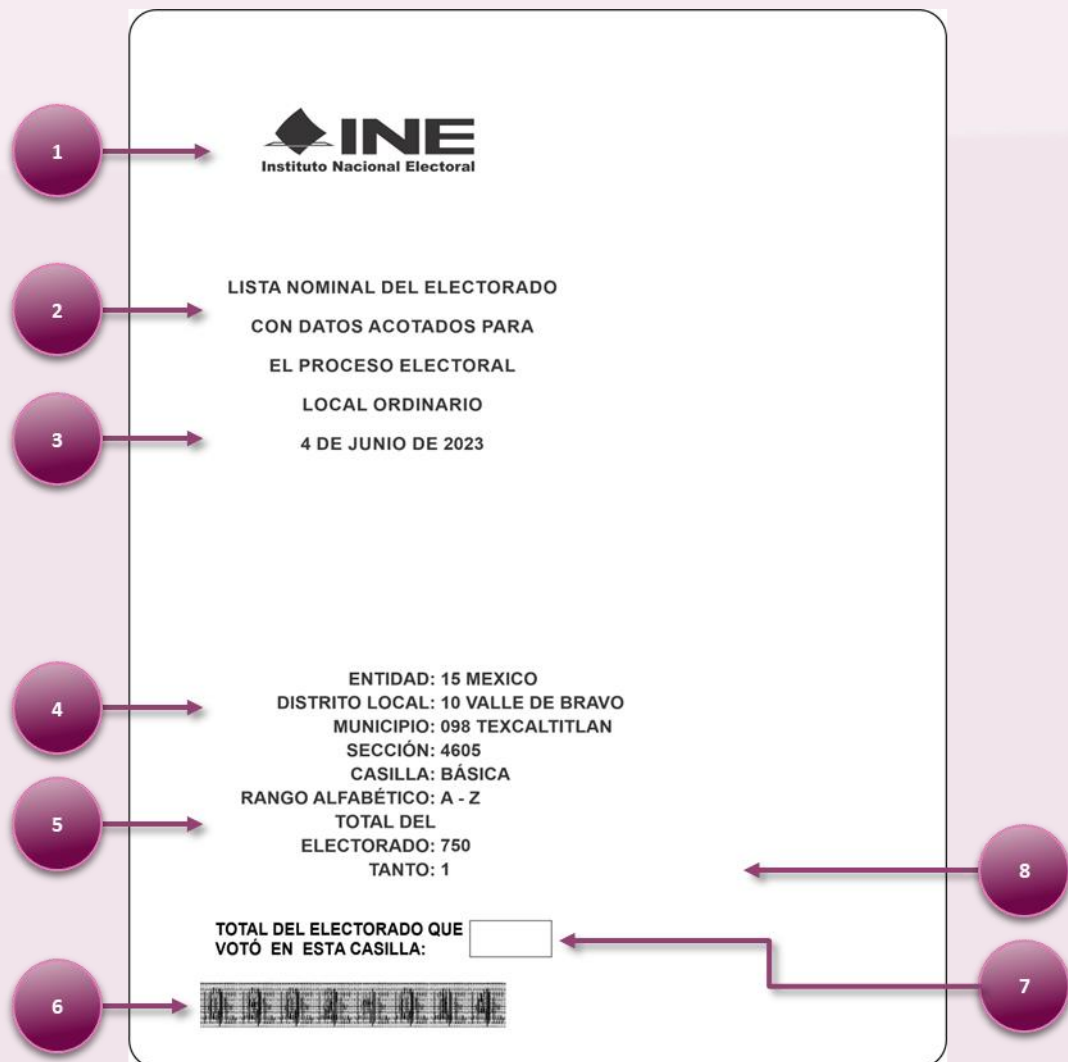 1
INE
Instituto Nacional Electoral
2
LISTA NOMINAL DEL ELECTORADO
CON DATOS ACOTADOS PARA
EL PROCESO ELECTORAL
LOCAL ORDINARIO
3
4 DE JUNIO DE 2023
4
ENTIDAD: 15 MEXICO
DISTRITO LOCAL: 10 VALLE DE BRAVO
MUNICIPIO: 098 TEXCALTITLAN
SECCIÓN: 4605
CASILLA: BÁSICA
RANGO ALFABÉTICO: A - Z
5
TOTAL DEL
ELECTORADO: 750
TANTO: 1
8
TOTAL DEL ELECTORADO QUE
VOTÓ EN ESTA CASILLA:
7
6